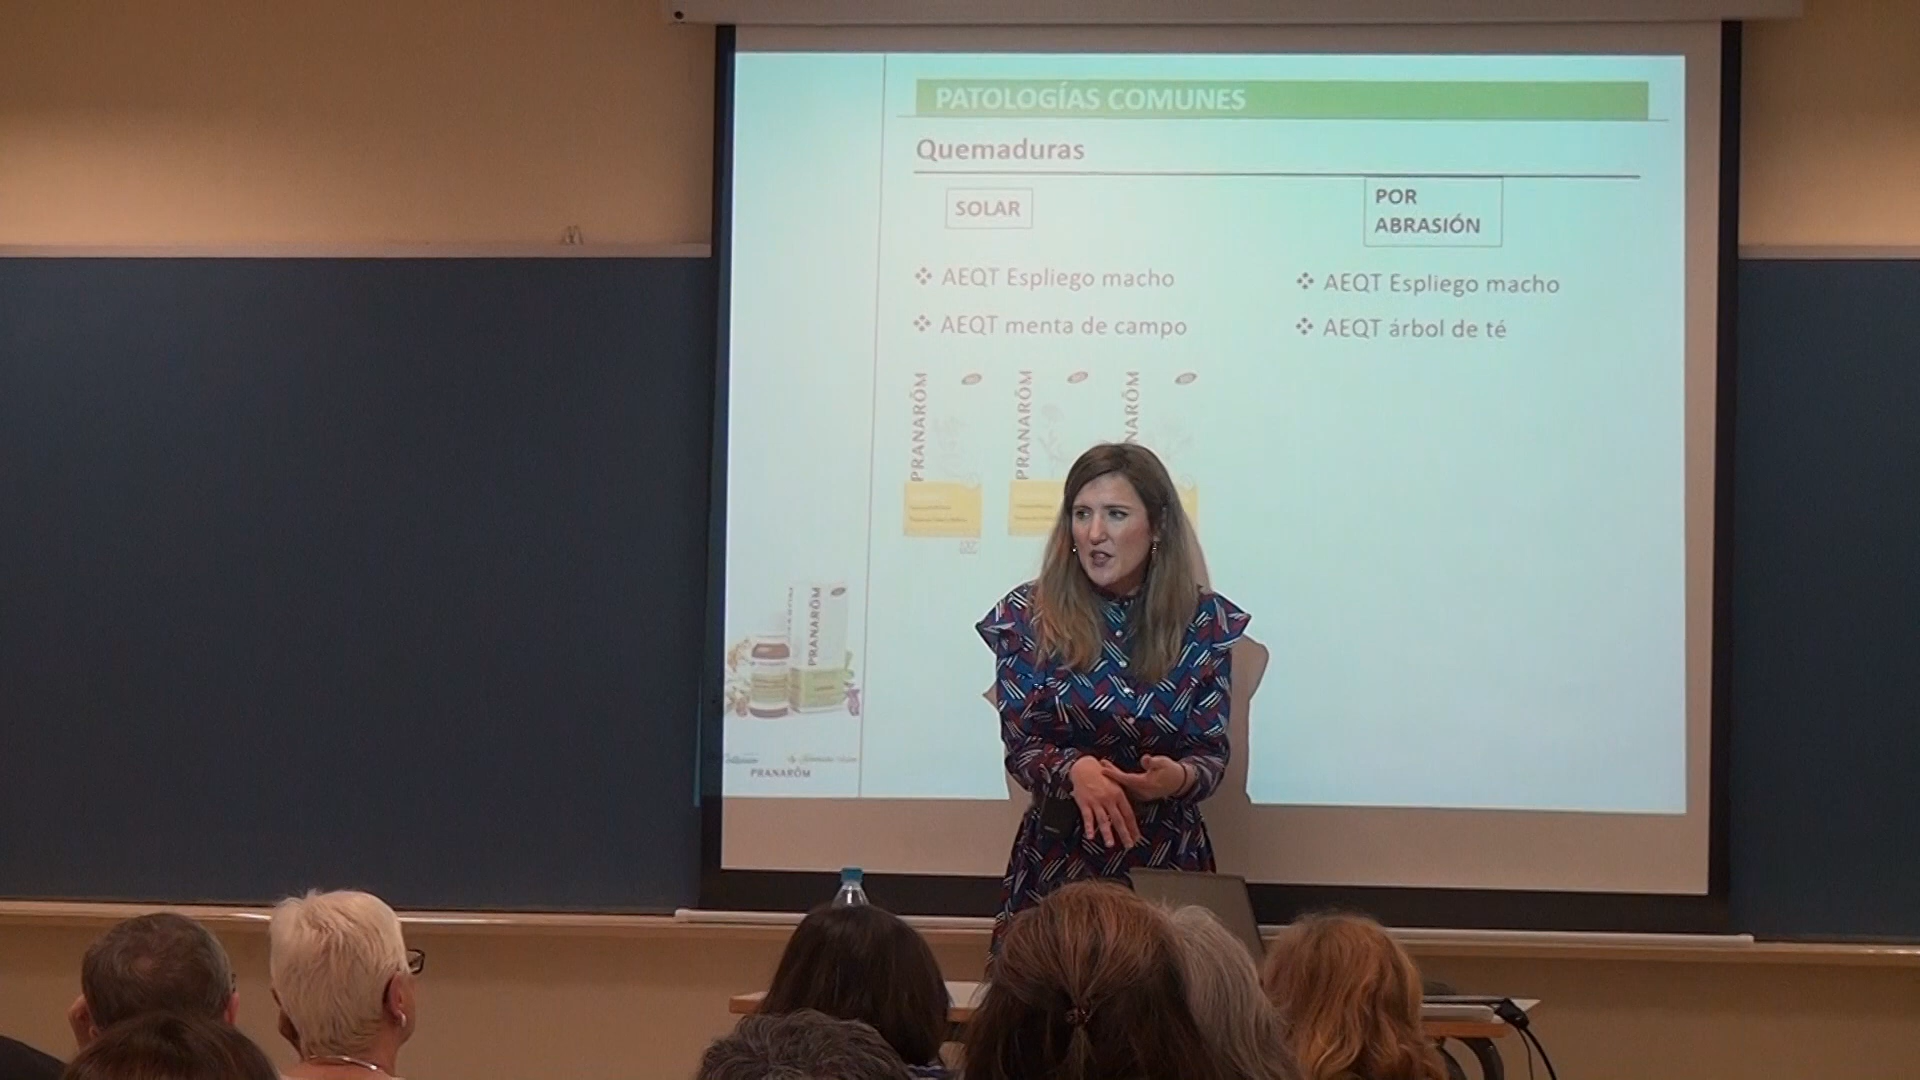 PATOLOGÍAS COMUNES
Quemaduras
SOLAR
POR
ABRASIÓN
AEQT Espliego macho
AEQT menta de campo
AEQT Espliego macho
AEQT árbol de té
PRANARÔM
PRANARÔM
PRANARÔM
PRANARÔM